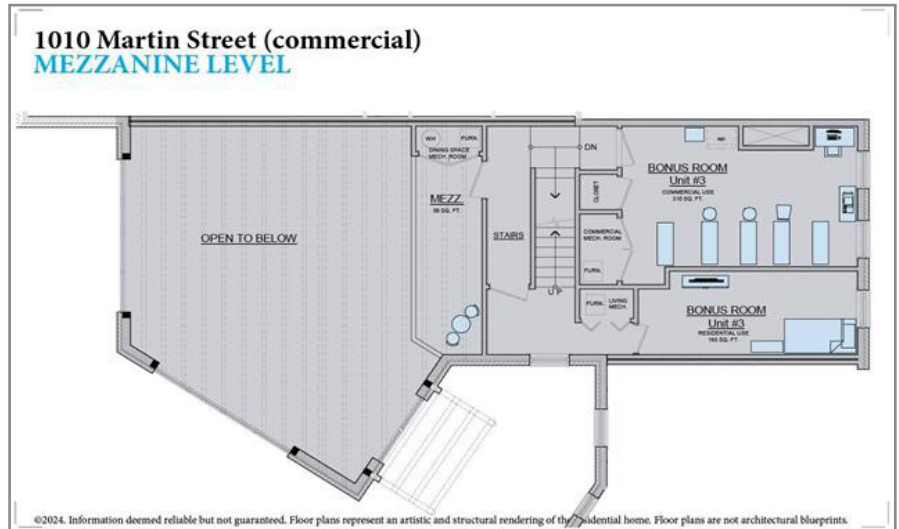 1010 Martin Street (commercial)
MEZZANINE LEVEL
WH
FURN.
DINING SPACE
MECH. ROOM
DN
MEZZ.
STAIRS
UP
CLOSET
COMMERCIAL
MECH. ROOM
FURN.
BONUS ROOM
Unit #3
COMMERCIAL USE
310 SQ. FT.
OPEN TO BELOW
FURN.
LIVING
MECH.
BONUS ROOM
Unit #3
RESIDENTIAL USE
©2024. Information deemed reliable but not guaranteed. Floor plans represent an artistic and structural rendering of the residential home. Floor plans are not architectural blueprints.